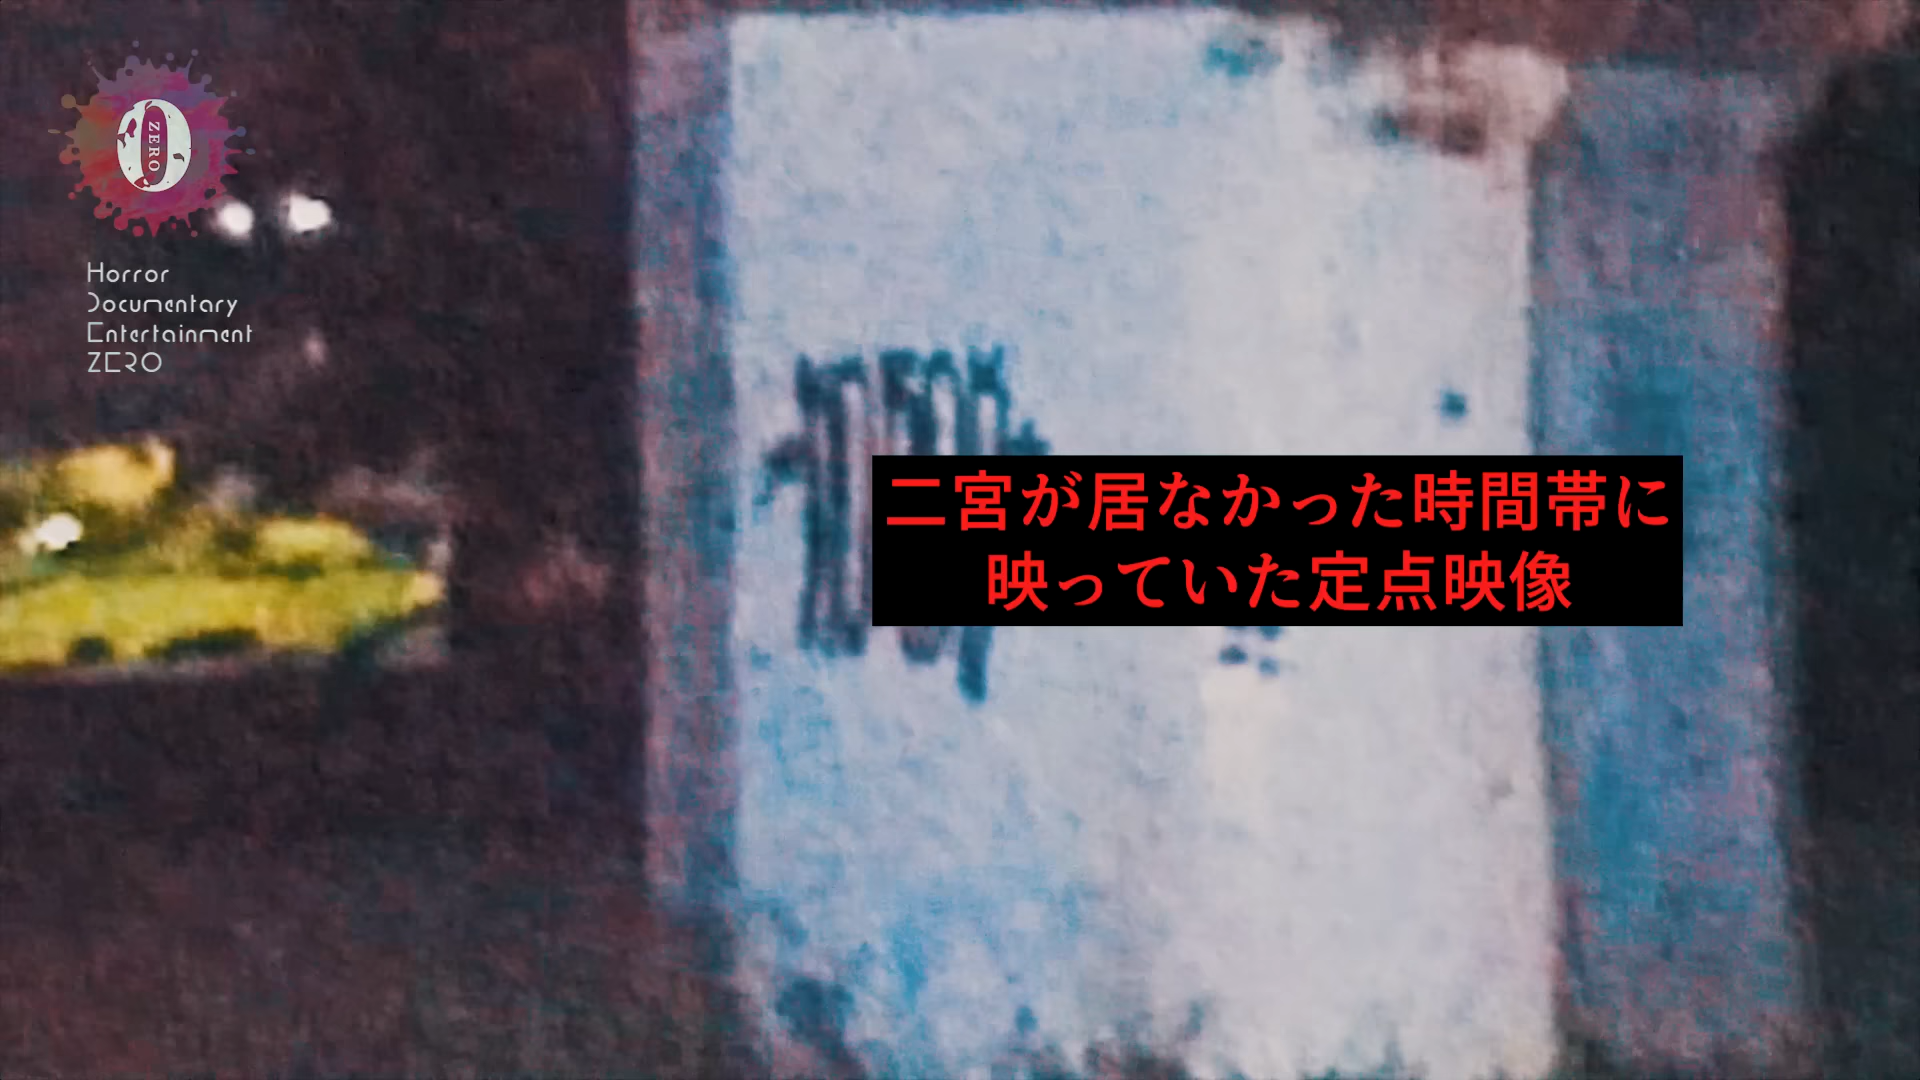 ZERO
Horror
Documentary
Entertainment
ZERO
二宮が居なかった時間帯に
映っていた定点映像